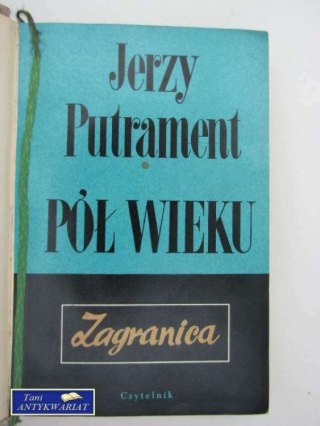 Jerzy
Putrament
PÓŁ WIEKU
Zagranica
Czytelnik
Tani
ANTYKWARIAT